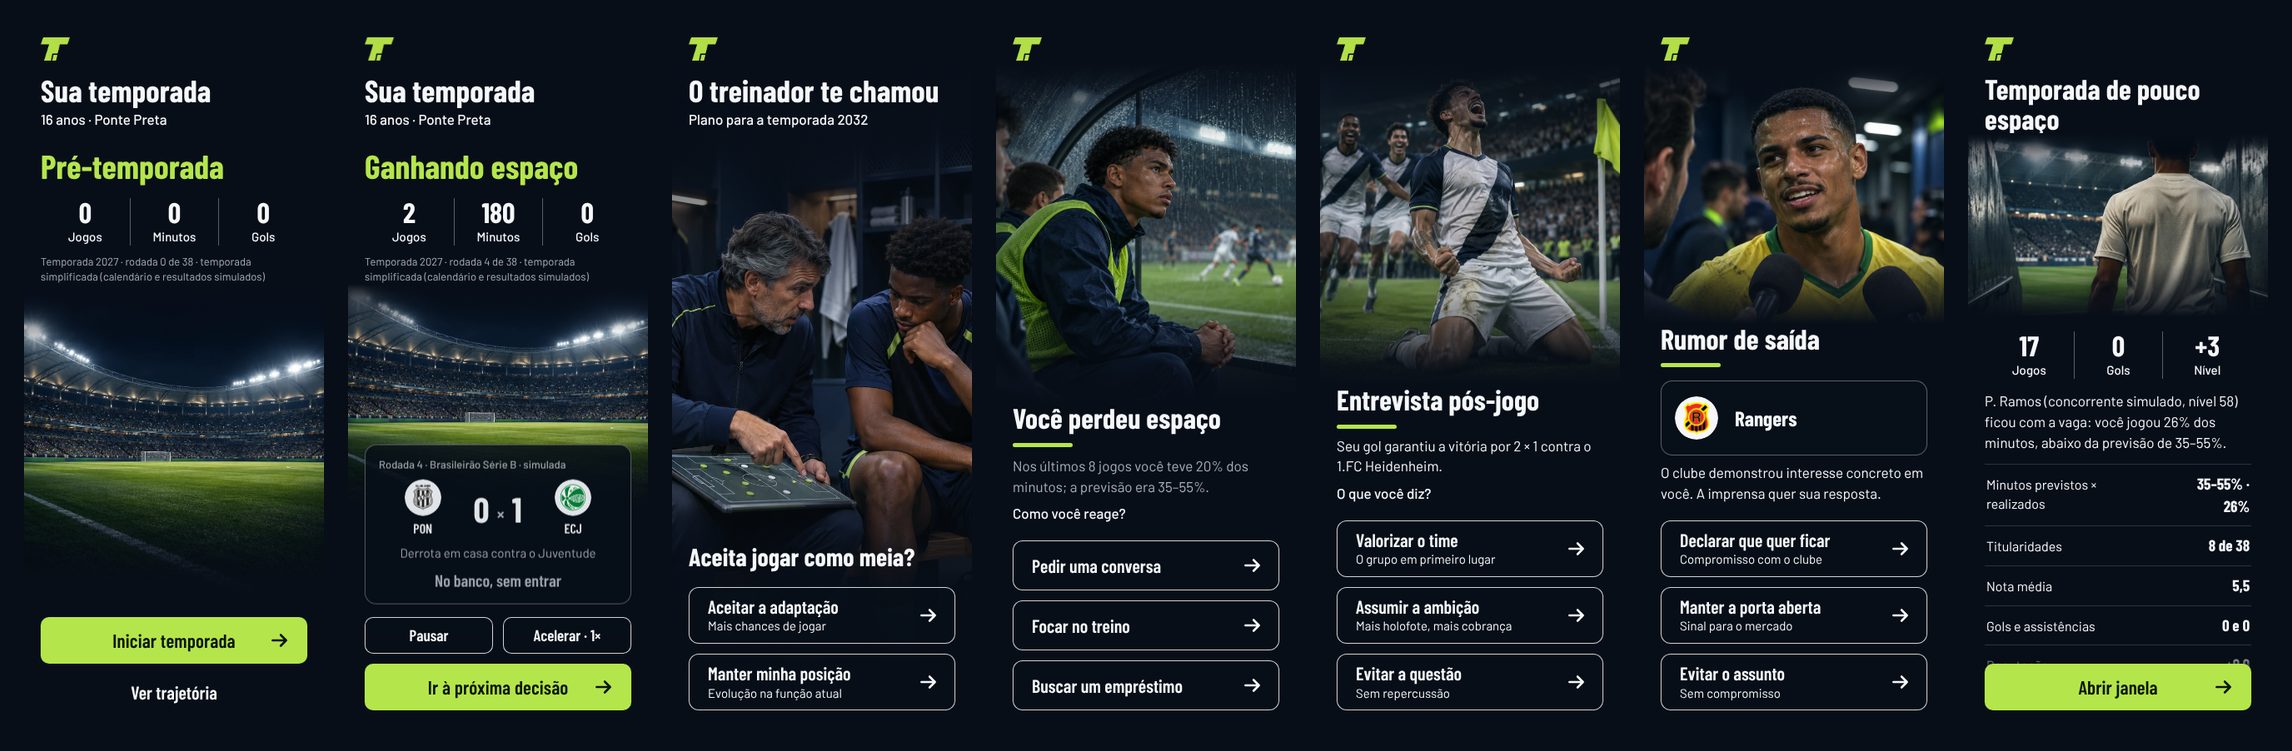 Sua temporada
16 anos · Ponte Preta
Pré-temporada
0
Jogos
0
Minutos
0
Gols
Temporada 2027 · rodada 0 de 38 · temporada
simplificada (calendário e resultados simulados)
Iniciar temporada
Ver trajetória
Sua temporada
16 anos · Ponte Preta
Ganhando espaço
2
Jogos
180
Minutos
0
Gols
Temporada 2027 · rodada 4 de 38 · temporada
simplificada (calendário e resultados simulados)
Rodada 4 · Brasileirão Série B · simulada
0 × 1
PON
ECJ
Derrota em casa contra o Juventude
No banco, sem entrar
Pausar
Acelerar · 1×
Ir à próxima decisão
O treinador te chamou
Plano para a temporada 2032
Aceita jogar como meia?
Aceitar a adaptação
Mais chances de jogar
Manter minha posição
Evolução na função atual
Você perdeu espaço
Nos últimos 8 jogos você teve 20% dos
minutos; a previsão era 35–55%.
Como você reage?
Pedir uma conversa
Focar no treino
Buscar um empréstimo
Entrevista pós-jogo
Seu gol garantiu a vitória por 2 × 1 contra o
1.FC Heidenheim.
O que você diz?
Valorizar o time
O grupo em primeiro lugar
Assumir a ambição
Mais holofote, mais cobrança
Evitar a questão
Sem repercussão
Rumor de saída
Rangers
O clube demonstrou interesse concreto em
você. A imprensa quer sua resposta.
Declarar que quer ficar
Compromisso com o clube
Manter a porta aberta
Sinal para o mercado
Evitar o assunto
Sem compromisso
Temporada de pouco
espaço
17
Jogos
0
Gols
+3
Nível
P. Ramos (concorrente simulado, nível 58)
ficou com a vaga: você jogou 26% dos
minutos, abaixo da previsão de 35–55%.
Minutos previstos ×
realizados
35–55% ·
26%
Titularidades
8 de 38
Nota média
5,5
Gols e assistências
0 e 0
Abrir janela